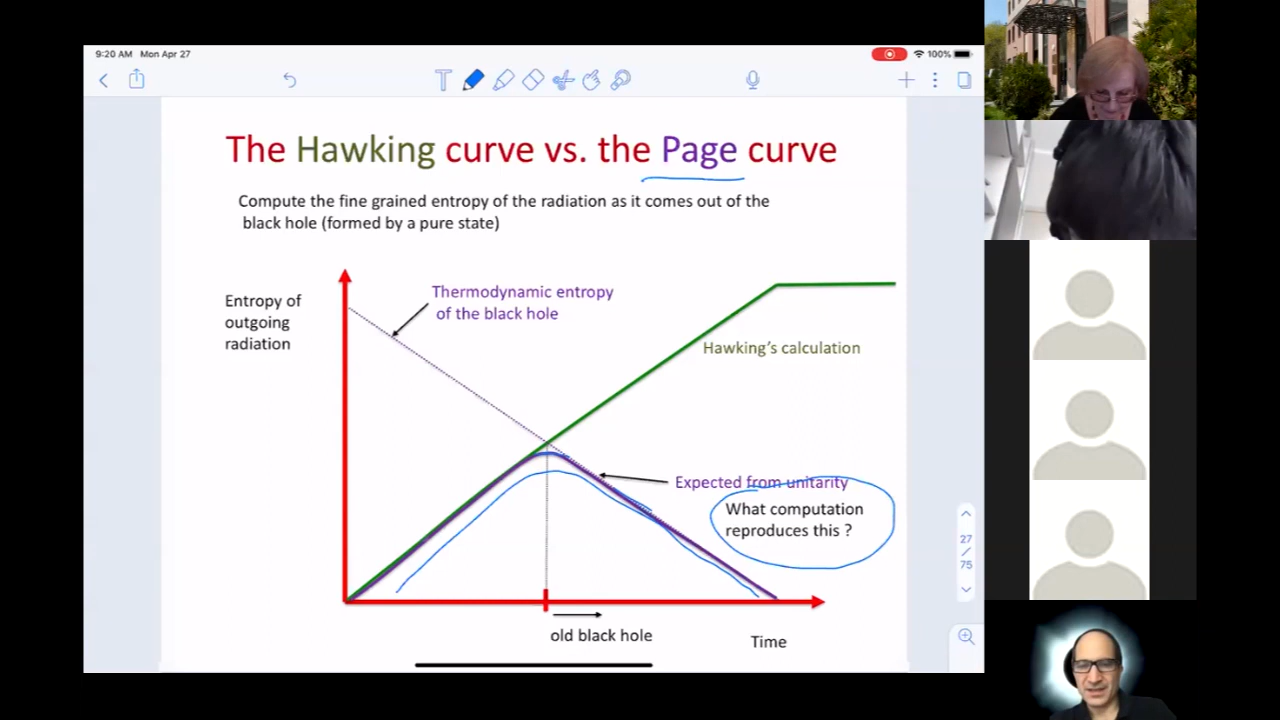 9:20 AM Mon Apr 27
100%
T
The Hawking curve vs. the Page curve
Compute the fine grained entropy of the radiation as it comes out of the
black hole (formed by a pure state)
Entropy of
outgoing
radiation
Thermodynamic entropy
of the black hole
Hawking's calculation
Expected from unitarity
What computation
reproduces this ?
27
/
75
old black hole
Time